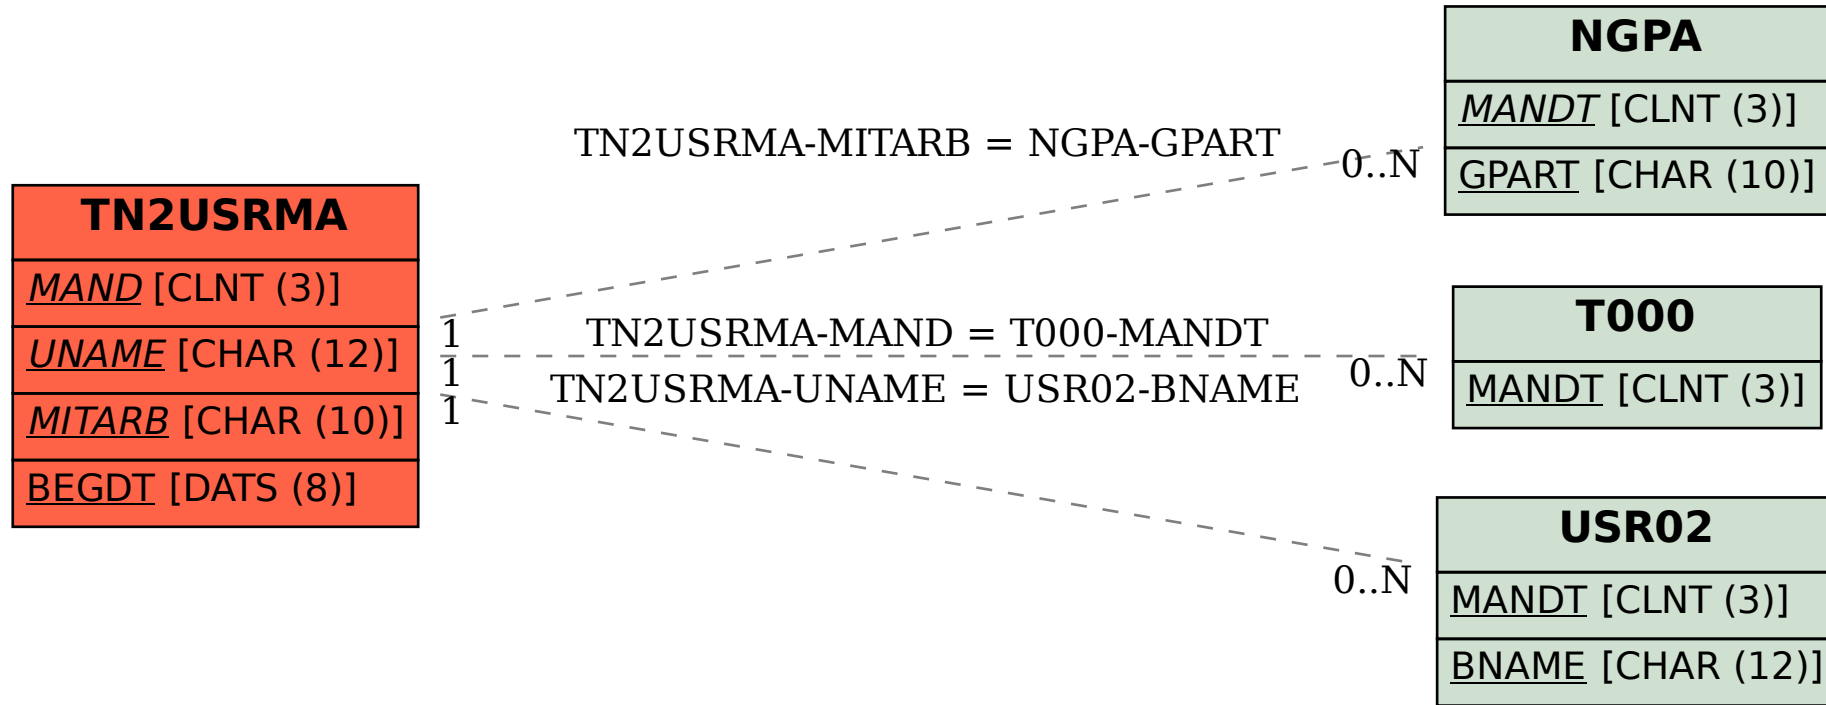 TN2USRMA
MAND [CLNT (3)]
UNAME [CHAR (12)]
MITARB [CHAR (10)]
BEGDT [DATS (8)]
TN2USRMA-MITARB = NGPA-GPART
0..N
1
TN2USRMA-MAND = T000-MANDT
0..N
1
TN2USRMA-UNAME = USR02-BNAME
1
0..N
NGPA
MANDT [CLNT (3)]
GPART [CHAR (10)]
T000
MANDT [CLNT (3)]
USR02
MANDT [CLNT (3)]
BNAME [CHAR (12)]